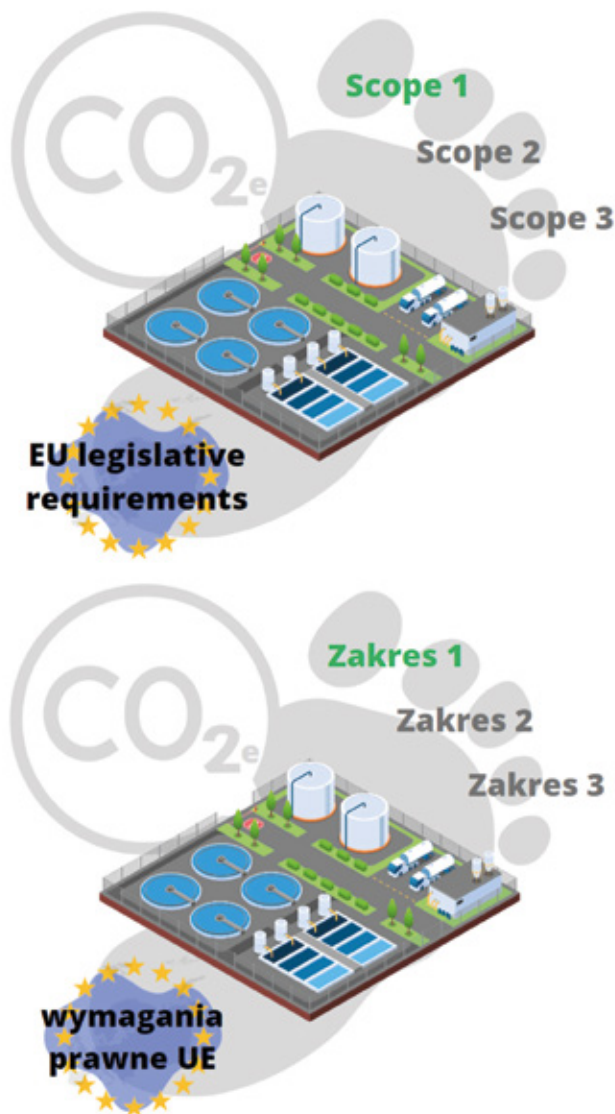 CO2e
Scope 1
Scope 2
Scope 3
EU legislative
requirements
CO2e
Zakres 1
Zakres 2
Zakres 3
wymagania
prawne UE